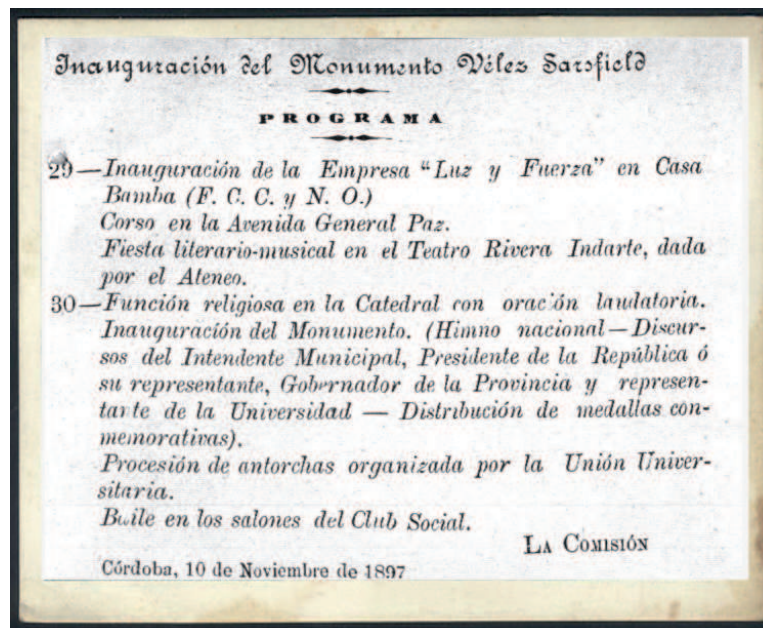 Inauguración del Monumento Vélez Sarsfield
PROGRAMA
29—Inauguración de la Empresa "Luz y Fuerza" en Casa
Bamba (F. C. C. y N. O.)
Corso en la Avenida General Paz.
Fiesta literario-musical en el Teatro Rivera Indarte, dada
por el Ateneo.
30—Función religiosa en la Catedral con oración laudatoria.
Inauguración del Monumento. (Himno nacional—Discur-
sos del Intendente Municipal, Presidente de la República ó
su representante, Gobernador de la Provincia y represen-
tante de la Universidad — Distribución de medallas con-
memorativas).
Procesión de antorchas organizada por la Unión Univer-
sitaria.
Baile en los salones del Club Social.
LA COMISIÓN
Córdoba, 10 de Noviembre de 1897